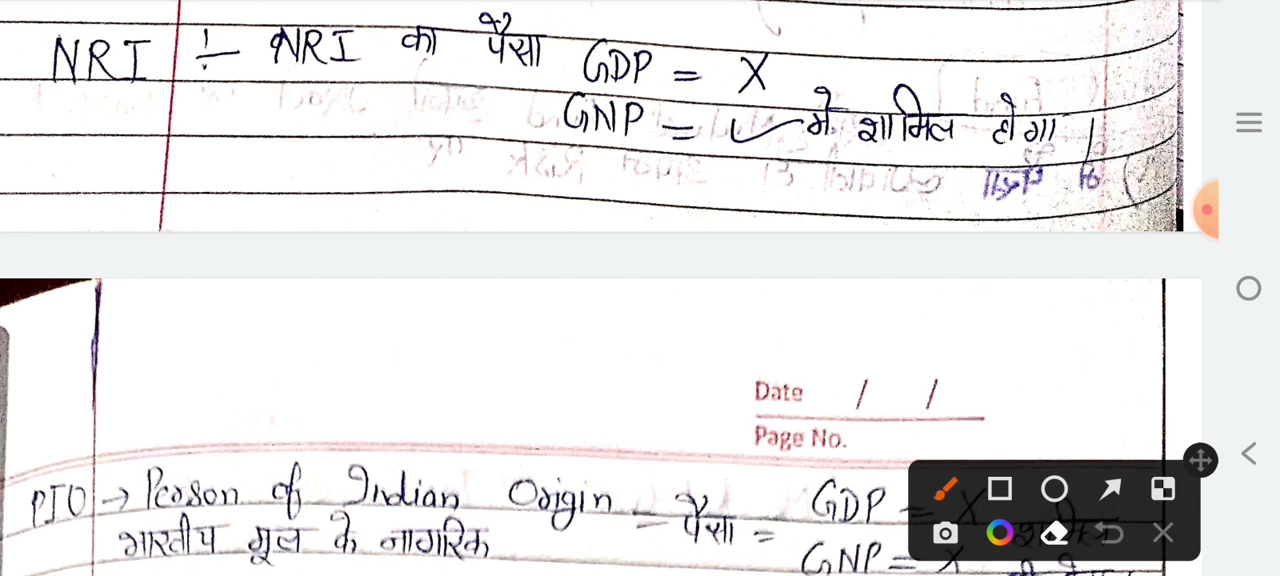 NRI ÷ NRI का पैसा GDP = X
GNP = ✓ में शामिल होगा |
Date / /
Page No.
PIO → Person of Indian Origin = पैसा = GDP = X
भारतीय मूल के नागरिक GNP = X